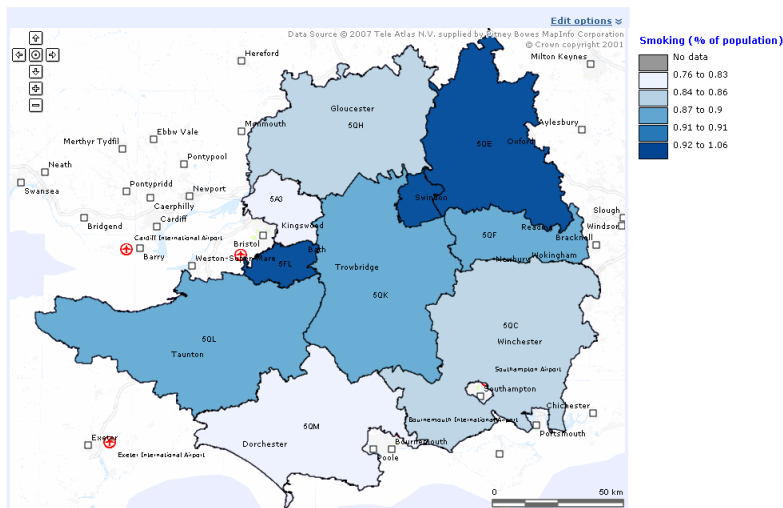 Edit options
Data Source © 2007 Tele Atlas N.V. supplied by Pitney Bowes MapInfo Corporation
© Crown copyright 2001
Smoking (% of population)
No data
0.76 to 0.83
0.84 to 0.86
0.87 to 0.9
0.91 to 0.91
0.92 to 1.06
Hereford
Milton Keynes
Gloucester
5QH
Monmouth
Aylesbury
Ebbw Vale
Merthyr Tydfil
Oxford
5QE
Pontypool
Neath
Swansea
Pontypridd
Newport
Caerphilly
5A3
Swindon
Bridgend
Cardiff
Kingswood
Slough
Reading
Windsor
Cardiff International Airport
Barry
Bristol
Bath
5QF
Bracknell
Wokingham
Newbury
Weston-Super-Mare
5FL
Trowbridge
5QK
5QC
Winchester
5QL
Taunton
Southampton Airport
Southampton
Chichester
Bournemouth International Airport
Portsmouth
5QM
Dorchester
Bournemouth
Poole
Exeter
Exeter International Airport
0
50 km